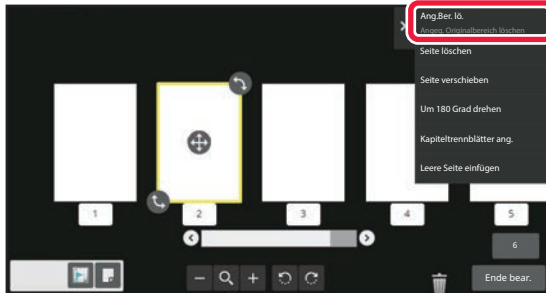 Ang.Ber. lö.
Angeg. Originalbereich löschen
Seite löschen
Seite verschieben
Um 180 Grad drehen
Kapiteltrennblätter ang.
Leere Seite einfügen
1
2
3
4
5
6
Ende bear.